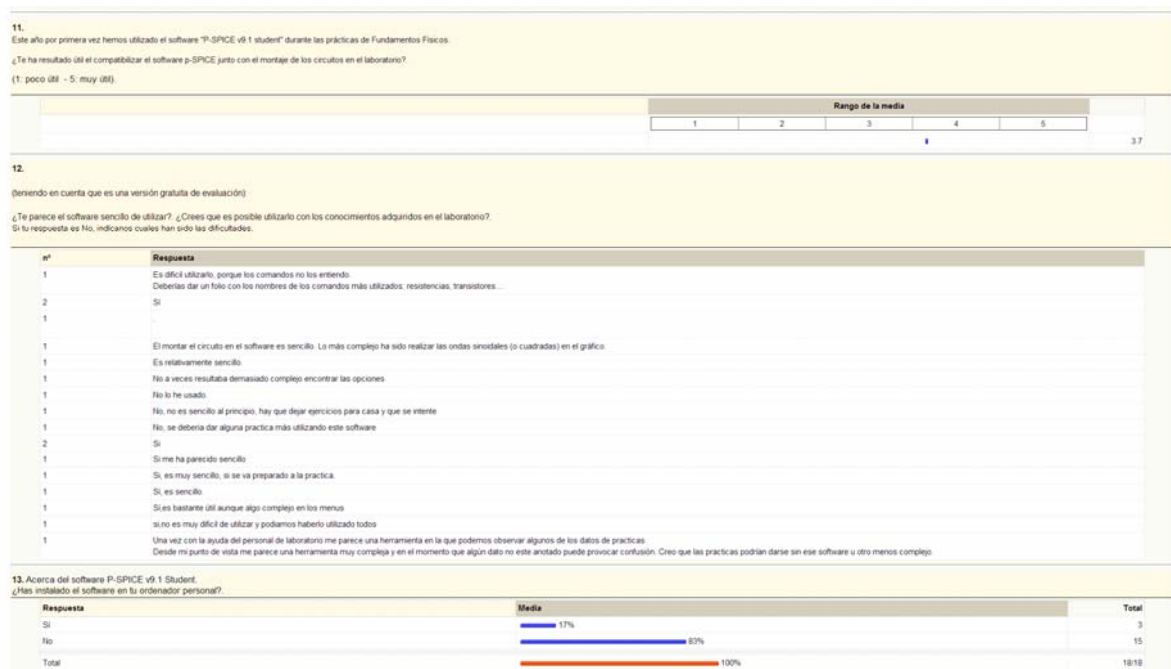 11.
Este año por primera vez hemos utilizado el software "P-SPICE v9.1 student" durante las prácticas de Fundamentos Físicos.
¿Te ha resultado útil el compatibilizar el software p-SPICE junto con el montaje de los circuitos en el laboratorio?
(1: poco útil - 5: muy útil).
Rango de la media
1 2 3 4 5
3.7
12.
(teniendo en cuenta que es una versión gratuita de evaluación)
¿Te parece el software sencillo de utilizar?. ¿Crees que es posible utilizarlo con los conocimientos adquiridos en el laboratorio?.
Si tu respuesta es No, indícanos cuales han sido las dificultades.
nº Respuesta
1 Es difícil utilizarlo, porque los comandos no los entiendo.
Deberías dar un folio con los nombres de los comandos más utilizados: resistencias, transistores...
2 Sí
1 .
1 El montar el circuito en el software es sencillo. Lo más complejo ha sido realizar las ondas sinoidales (o cuadradas) en el gráfico.
1 Es relativamente sencillo.
1 No a veces resultaba demasiado complejo encontrar las opciones
1 No lo he usado.
1 No, no es sencillo al principio, hay que dejar ejercicios para casa y que se intente
1 No, se deberia dar alguna practica más utilizando este software
2 Si
1 Si me ha parecido sencillo
1 Si, es muy sencillo, si se va preparado a la practica.
1 Sí, es sencillo.
1 Si,es bastante útil aunque algo complejo en los menus
1 si,no es muy dificil de utilizar y podiamos haberlo utilizado todos
1 Una vez con la ayuda del personal de laboratorio me parece una herramienta en la que podemos observar algunos de los datos de practicas.
Desde mi punto de vista me parece una herramienta muy compleja y en el momento que algún dato no este anotado puede provocar confusión. Creo que las practicas podrían darse sin ese software u otro menos complejo.
13. Acerca del software P-SPICE v9.1 Student.
¿Has instalado el software en tu ordenador personal?.
Respuesta Media Total
Sí 17% 3
No 83% 15
Total 100% 18/18